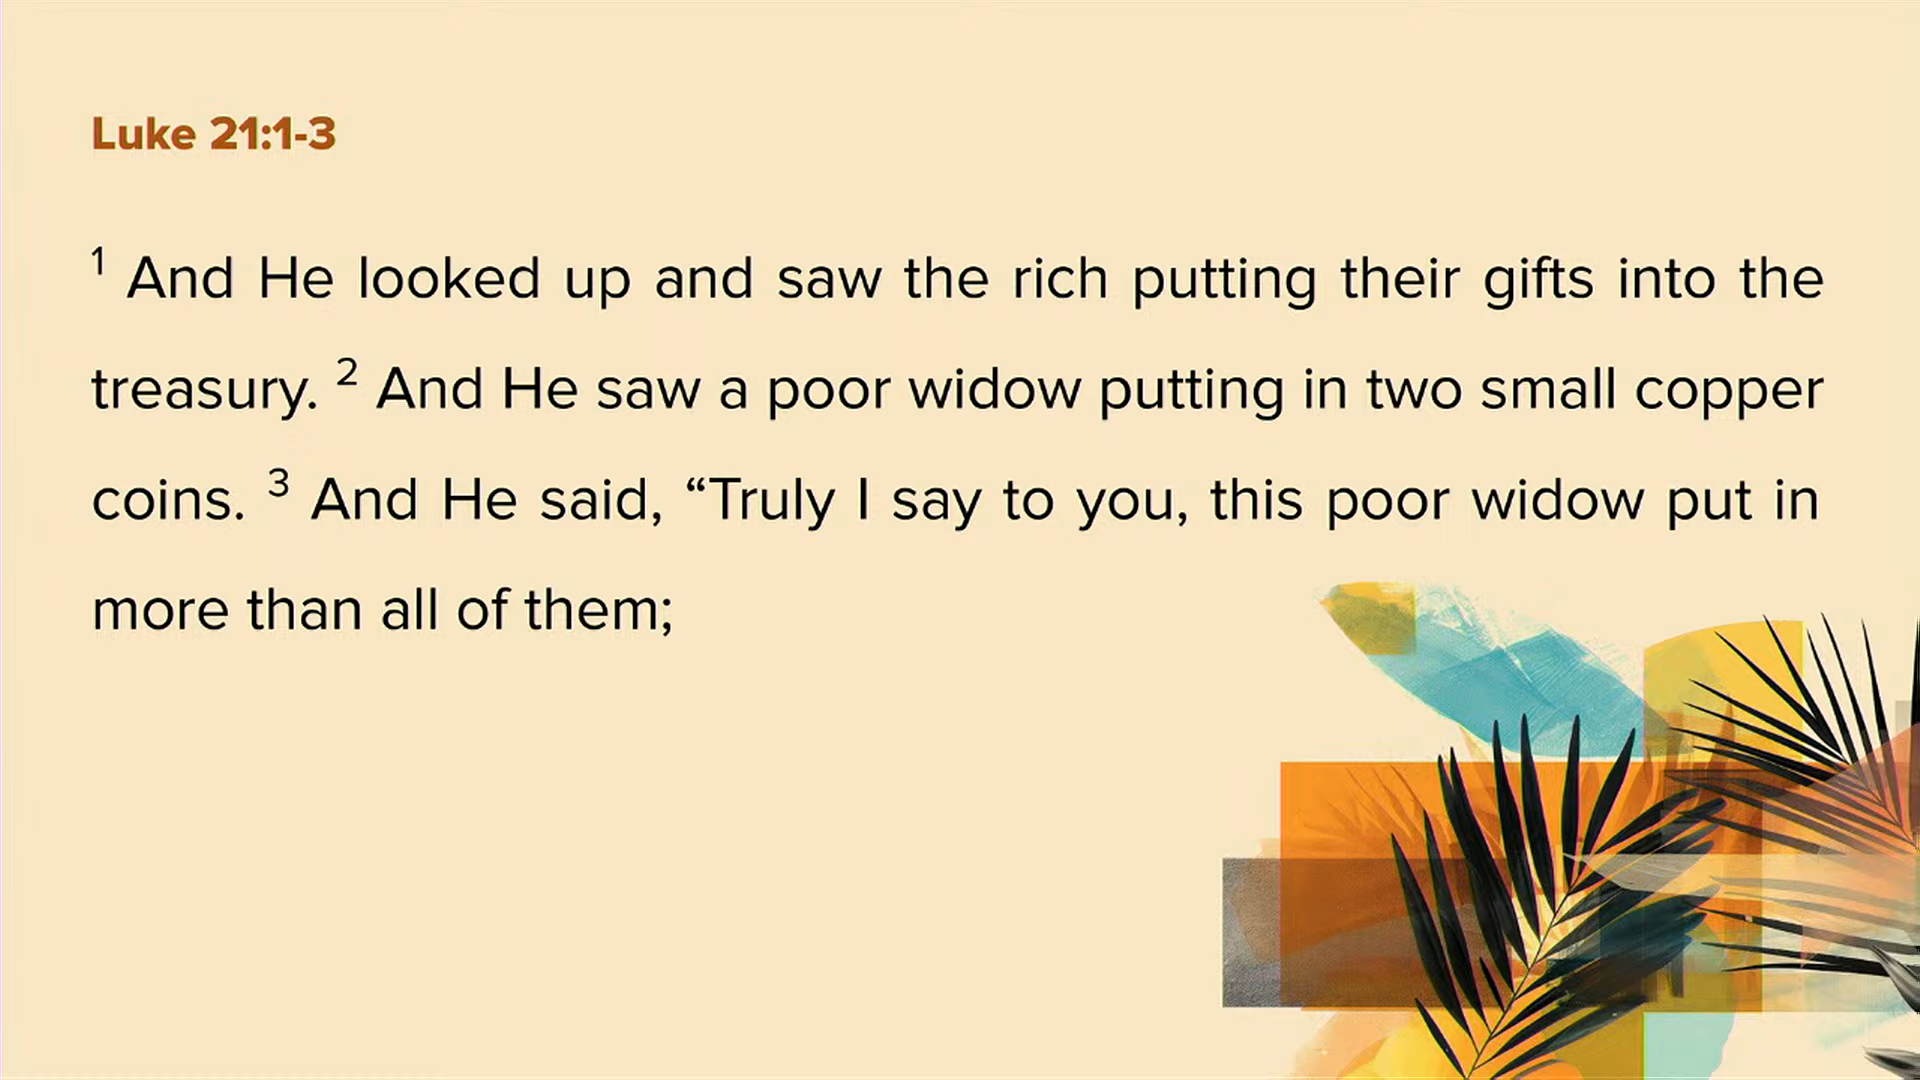 Luke 21:1-3
1 And He looked up and saw the rich putting their gifts into the
treasury. 2 And He saw a poor widow putting in two small copper
coins. 3 And He said, “Truly I say to you, this poor widow put in
more than all of them;